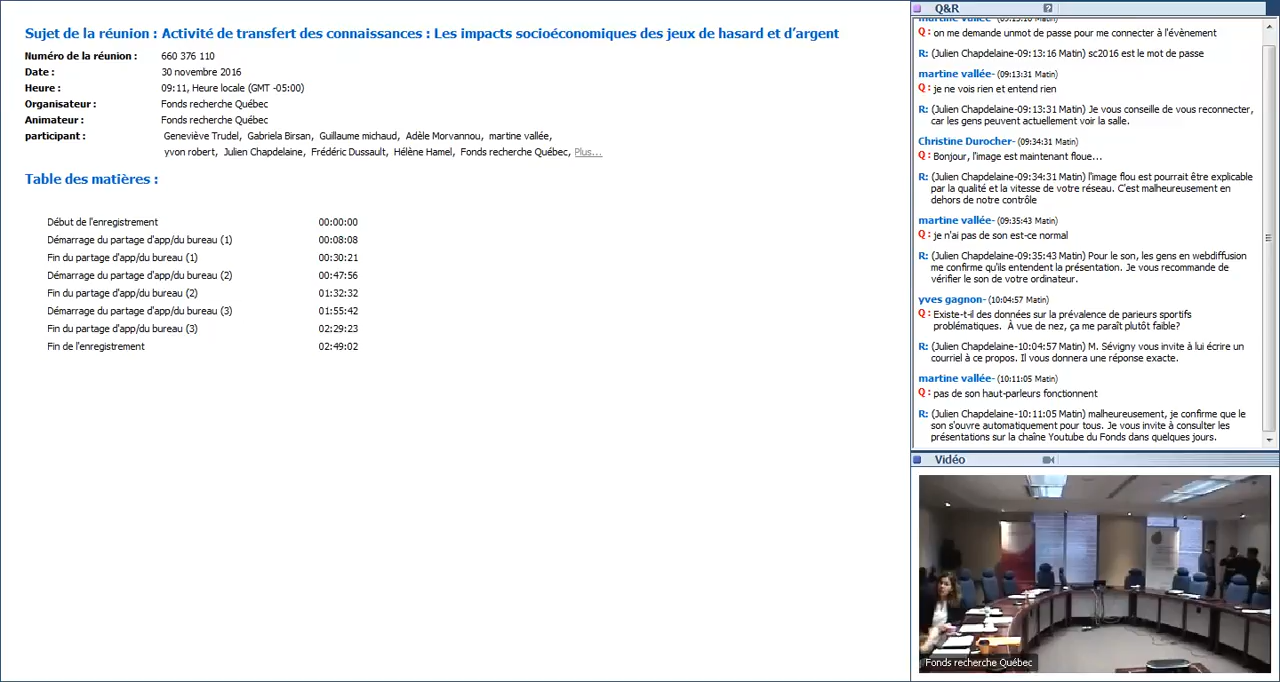 Sujet de la réunion : Activité de transfert des connaissances : Les impacts socioéconomiques des jeux de hasard et d’argent
Numéro de la réunion : 660 376 110
Date : 30 novembre 2016
Heure : 09:11, Heure locale (GMT -05:00)
Organisateur : Fonds recherche Québec
Animateur : Fonds recherche Québec
participant : Geneviève Trudel, Gabriela Birsan, Guillaume michaud, Adèle Morvannou, martine vallée,
yvon robert, Julien Chapdelaine, Frédéric Dussault, Hélène Hamel, Fonds recherche Québec, Plus...
Table des matières :
Début de l'enregistrement 00:00:00
Démarrage du partage d'app/du bureau (1) 00:08:08
Fin du partage d'app/du bureau (1) 00:30:21
Démarrage du partage d'app/du bureau (2) 00:47:56
Fin du partage d'app/du bureau (2) 01:32:32
Démarrage du partage d'app/du bureau (3) 01:55:42
Fin du partage d'app/du bureau (3) 02:29:23
Fin de l'enregistrement 02:49:02
Q&R
martine vallée- (09:13:16 Matin)
Q : on me demande unmot de passe pour me connecter à l'évènement
R: (Julien Chapdelaine-09:13:16 Matin) sc2016 est le mot de passe
martine vallée- (09:13:31 Matin)
Q : je ne vois rien et entend rien
R: (Julien Chapdelaine-09:13:31 Matin) Je vous conseille de vous reconnecter,
car les gens peuvent actuellement voir la salle.
Christine Durocher- (09:34:31 Matin)
Q : Bonjour, l'image est maintenant floue...
R: (Julien Chapdelaine-09:34:31 Matin) l'image flou est pourrait être explicable
par la qualité et la vitesse de votre réseau. C'est malheureusement en
dehors de notre contrôle
martine vallée- (09:35:43 Matin)
Q : je n'ai pas de son est-ce normal
R: (Julien Chapdelaine-09:35:43 Matin) Pour le son, les gens en webdiffusion
me confirme qu'ils entendent la présentation. Je vous recommande de
vérifier le son de votre ordinateur.
yves gagnon- (10:04:57 Matin)
Q : Existe-t-il des données sur la prévalence de parieurs sportifs
problématiques. À vue de nez, ça me paraît plutôt faible?
R: (Julien Chapdelaine-10:04:57 Matin) M. Sévigny vous invite à lui écrire un
courriel à ce propos. Il vous donnera une réponse exacte.
martine vallée- (10:11:05 Matin)
Q : pas de son haut-parleurs fonctionnent
R: (Julien Chapdelaine-10:11:05 Matin) malheureusement, je confirme que le
son s'ouvre automatiquement pour tous. Je vous invite à consulter les
présentations sur la chaîne Youtube du Fonds dans quelques jours.
Vidéo
Fonds recherche Québec